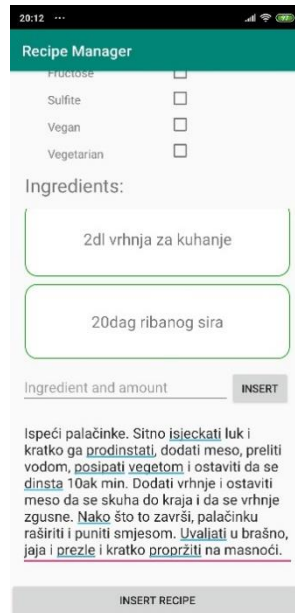 20:12 ...
Recipe Manager
Fructose
Sulfite
Vegan
Vegetarian
Ingredients:
2dl vrhnja za kuhanje
20dag ribanog sira
Ingredient and amount
INSERT
Ispeći palačinke. Sitno isjeckati luk i
kratko ga prodinstati, dodati meso, preliti
vodom, posipati vegetom i ostaviti da se
dinsta 10ak min. Dodati vrhnje i ostaviti
meso da se skuha do kraja i da se vrhnje
zgusne. Nako što to završi, palačinku
raširiti i puniti smjesom. Uvaljati u brašno,
jaja i prezle i kratko propržiti na masnoći.
INSERT RECIPE